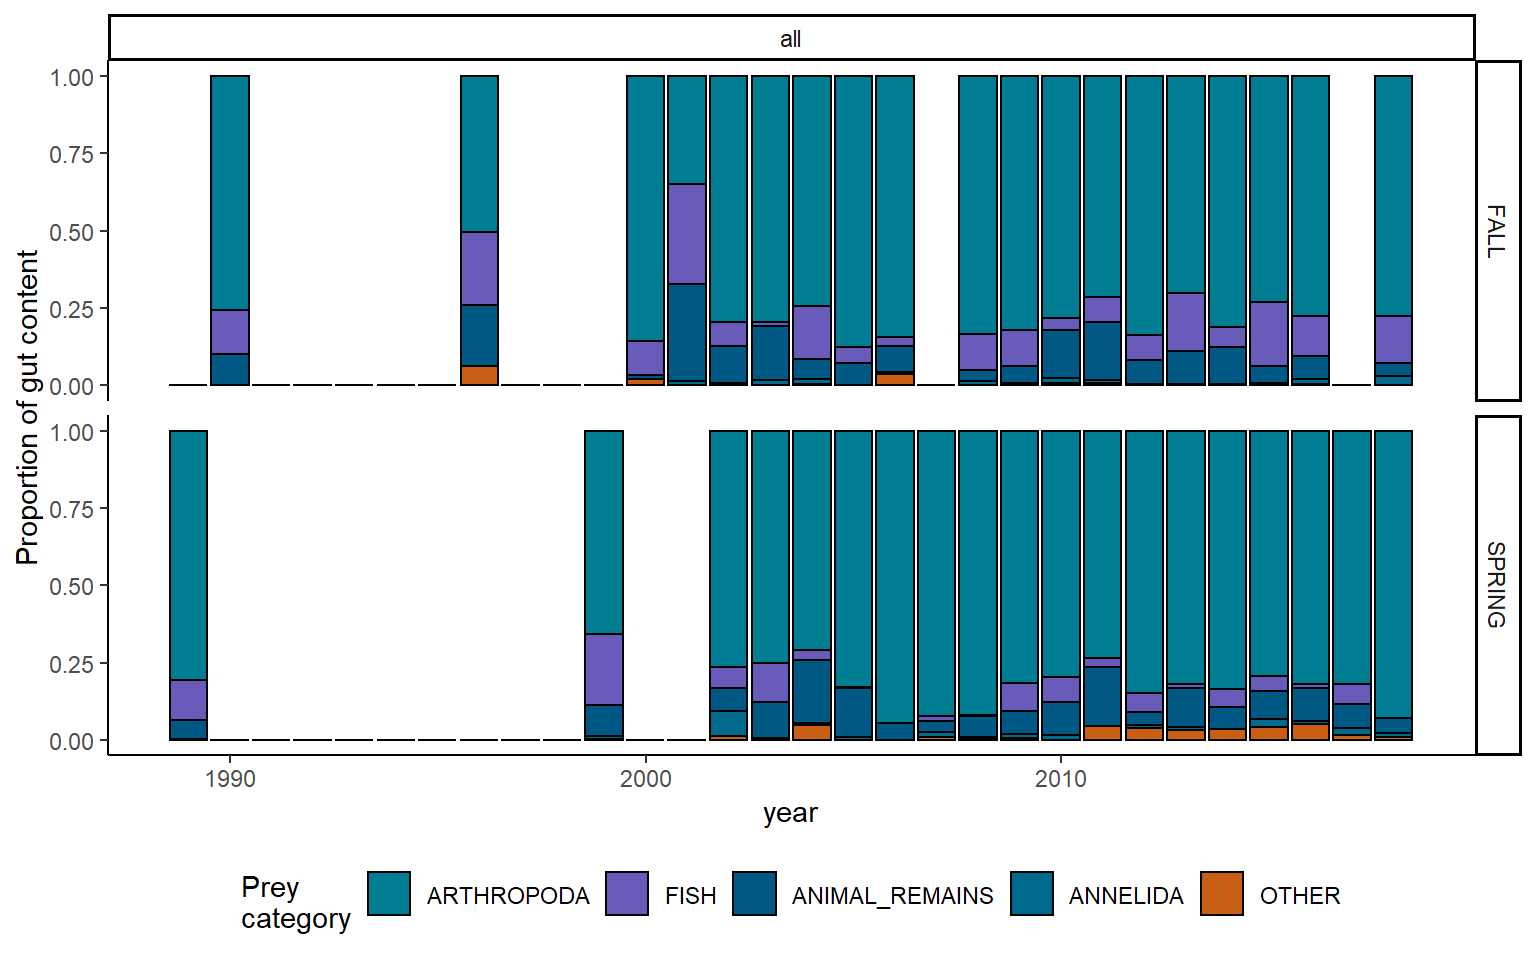 all
1.00
0.75
0.50
0.25
0.00
FALL
1.00
0.75
0.50
0.25
0.00
SPRING
Proportion of gut content
1990 2000 2010
year
Prey
category
ARTHROPODA FISH ANIMAL_REMAINS ANNELIDA OTHER